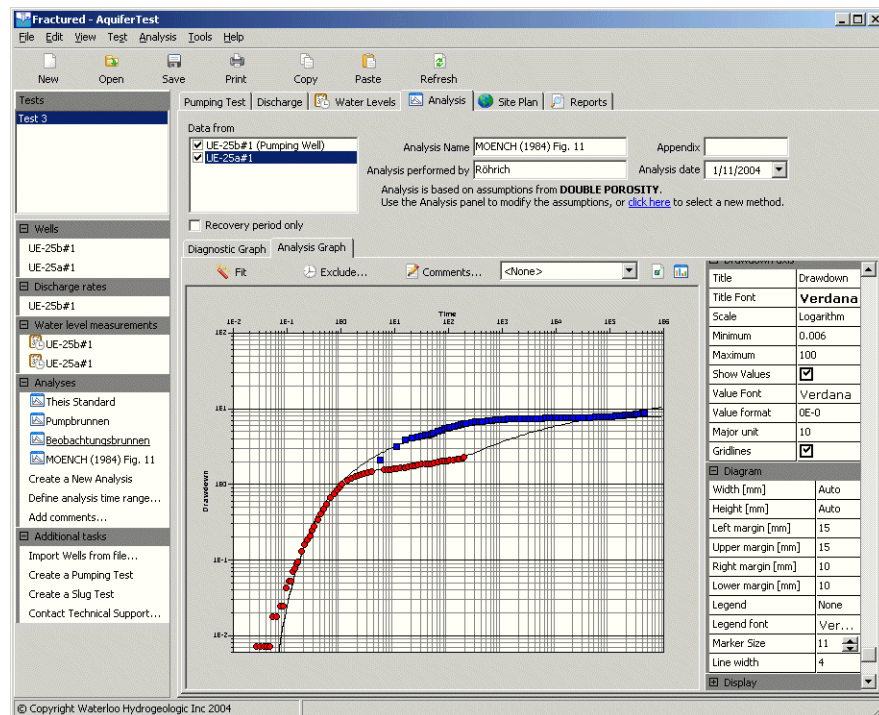 Fractured - AquiferTest
File Edit View Test Analysis Tools Help
New Open Save Print Copy Paste Refresh
Tests
Test 3
Wells
UE-25b#1
UE-25a#1
Discharge rates
UE-25b#1
Water level measurements
UE-25b#1
UE-25a#1
Analyses
Theis Standard
Pumpbrunnen
Beobachtungsbrunnen
MOENCH (1984) Fig. 11
Create a New Analysis
Define analysis time range...
Add comments...
Additional tasks
Import Wells from file...
Create a Pumping Test
Create a Slug Test
Contact Technical Support...
Pumping Test Discharge Water Levels Analysis Site Plan Reports
Data from
UE-25b#1 (Pumping Well)
UE-25a#1
Recovery period only
Analysis Name MOENCH (1984) Fig. 11 Appendix
Analysis performed by Röhrich Analysis date 1/11/2004
Analysis is based on assumptions from DOUBLE POROSITY.
Use the Analysis panel to modify the assumptions, or click here to select a new method.
Diagnostic Graph Analysis Graph
Fit Exclude... Comments... <None>
Time
1E-2 1E-1 1E0 1E1 1E2 1E3 1E4 1E5 1E6
1E2
1E1
1E0
1E-1
1E-2
Drawdown
Drawdown axis
Title Drawdown
Title Font Verdana
Scale Logarithm
Minimum 0.006
Maximum 100
Show Values
Value Font Verdana
Value format 0E-0
Major unit 10
Gridlines
Diagram
Width [mm] Auto
Height [mm] Auto
Left margin [mm] 15
Upper margin [mm] 15
Right margin [mm] 10
Lower margin [mm] 10
Legend None
Legend font Ver...
Marker Size 11
Line width 4
Display
© Copyright Waterloo Hydrogeologic Inc 2004